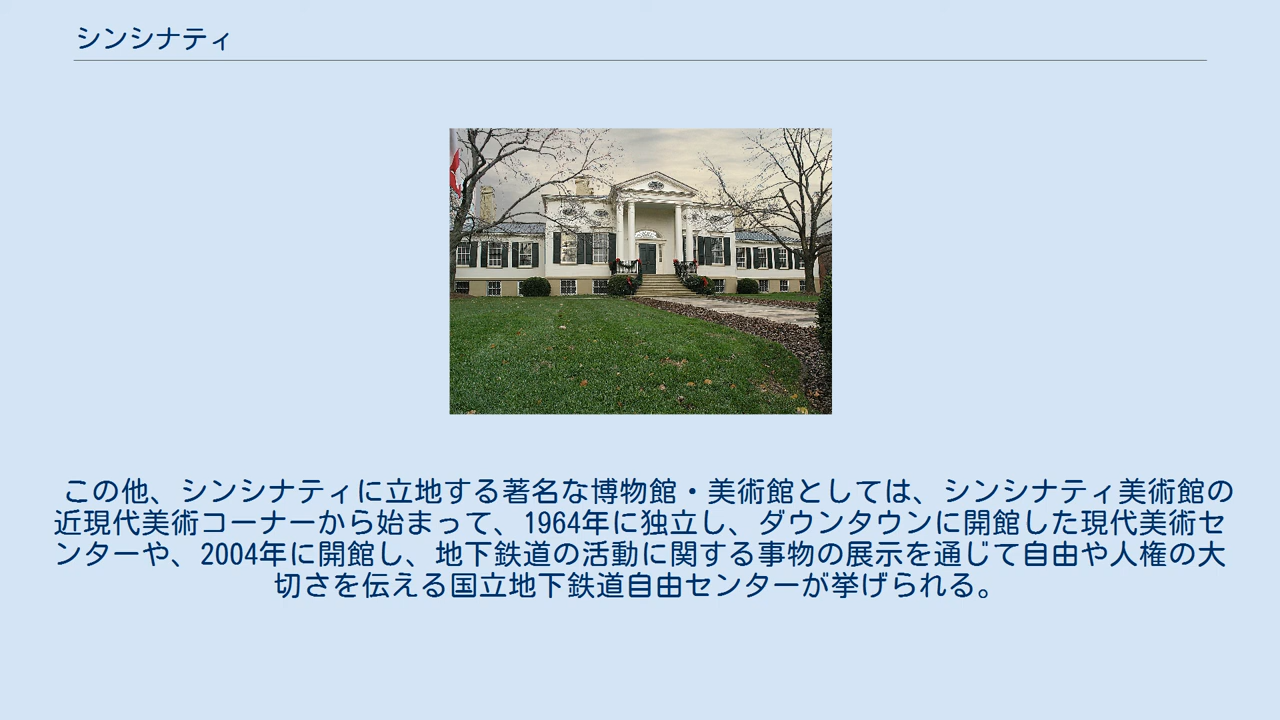 シンシナティ
この他、シンシナティに立地する著名な博物館・美術館としては、シンシナティ美術館の
近現代美術コーナーから始まって、1964年に独立し、ダウンタウンに開館した現代美術セ
ンターや、2004年に開館し、地下鉄道の活動に関する事物の展示を通じて自由や人権の大
切さを伝える国立地下鉄道自由センターが挙げられる。